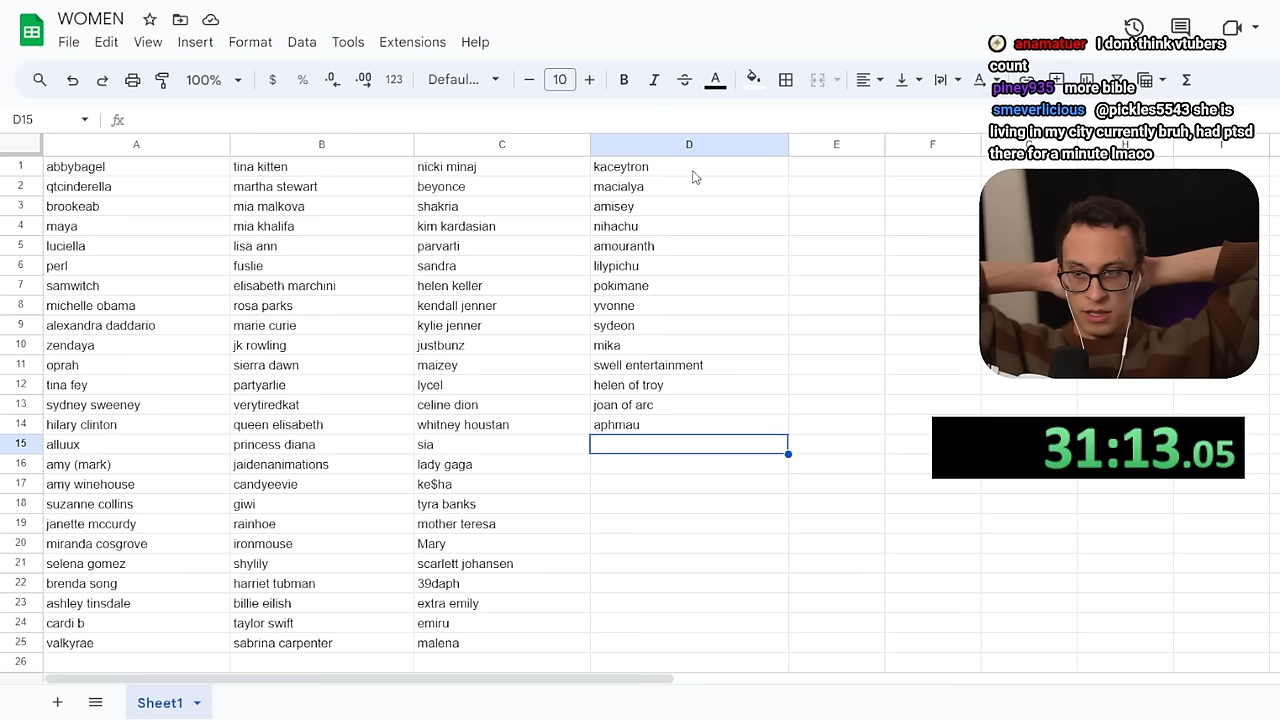 WOMEN
File Edit View Insert Format Data Tools Extensions Help
100% $ % .0 .00 123 Defaul... 10 B I A Σ
anamatuer I dont think vtubers
count
piney935 more bible
smeverlicious @pickles5543 she is
living in my city currently bruh, had ptsd
there for a minute lmaoo
D15 fx
A B C D E F
1 abbybagel tina kitten nicki minaj kaceytron
2 qtcinderella martha stewart beyonce macialya
3 brookeab mia malkova shakria amisey
4 maya mia khalifa kim kardasian nihachu
5 luciella lisa ann parvarti amouranth
6 perl fuslie sandra lilypichu
7 samwitch elisabeth marchini helen keller pokimane
8 michelle obama rosa parks kendall jenner yvonne
9 alexandra daddario marie curie kylie jenner sydeon
10 zendaya jk rowling justbunz mika
11 oprah sierra dawn maizey swell entertainment
12 tina fey partyarlie lycel helen of troy
13 sydney sweeney verytiredkat celine dion joan of arc
14 hilary clinton queen elisabeth whitney houstan aphmau
15 alluux princess diana sia
16 amy (mark) jaidenanimations lady gaga
17 amy winehouse candyeevie ke$ha
18 suzanne collins giwi tyra banks
19 janette mccurdy rainhoe mother teresa
20 miranda cosgrove ironmouse Mary
21 selena gomez shylily scarlett johansen
22 brenda song harriet tubman 39daph
23 ashley tinsdale billie eilish extra emily
24 cardi b taylor swift emiru
25 valkyrae sabrina carpenter malena
26
31:13.05
Sheet1